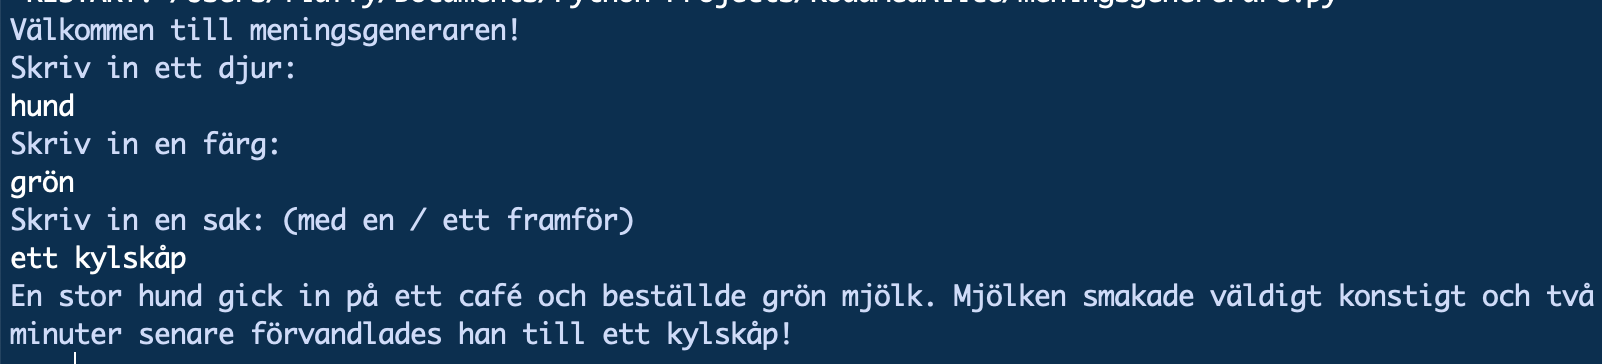 Välkommen till meningsgeneraren!
Skriv in ett djur:
hund
Skriv in en färg:
grön
Skriv in en sak: (med en / ett framför)
ett kylskåp
En stor hund gick in på ett café och beställde grön mjölk. Mjölken smakade väldigt konstigt och två
minuter senare förvandlades han till ett kylskåp!